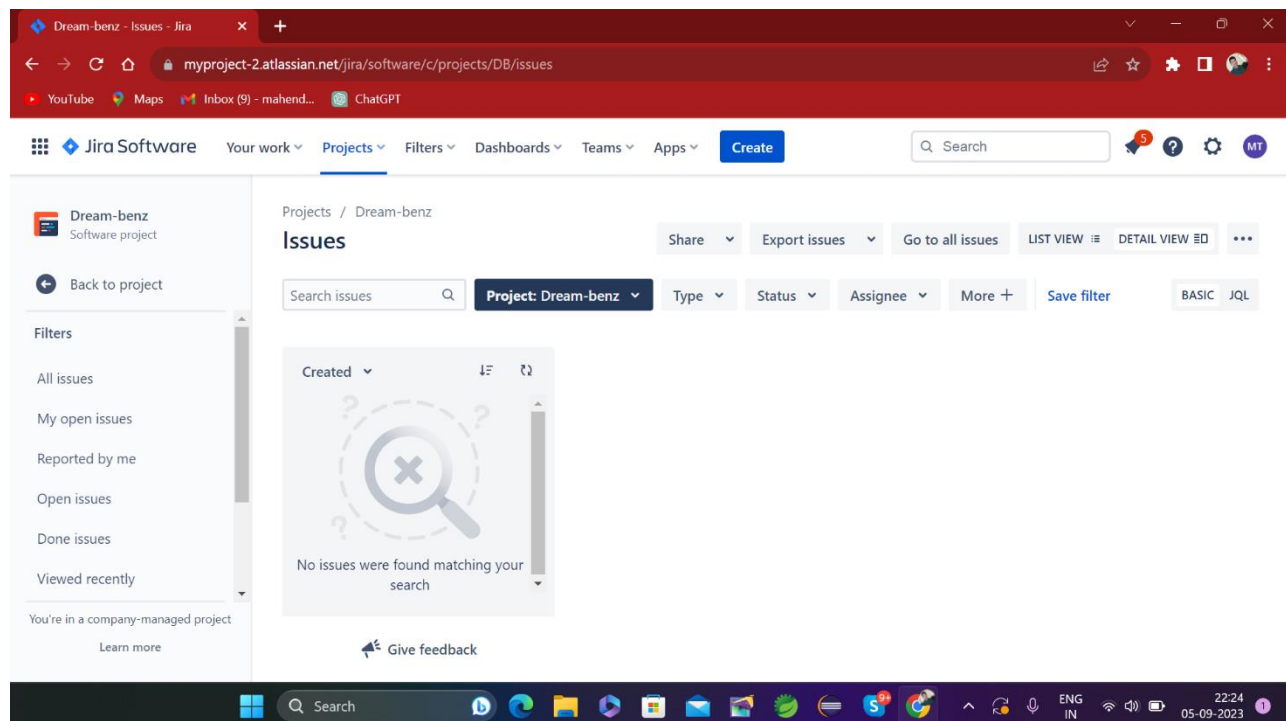 Dream-benz - Issues - Jira
myproject-2.atlassian.net/jira/software/c/projects/DB/issues
YouTube Maps Inbox (9) - mahend... ChatGPT
Jira Software Your work Projects Filters Dashboards Teams Apps Create Search 5 MT
Dream-benz
Software project
Back to project
Filters
All issues
My open issues
Reported by me
Open issues
Done issues
Viewed recently
You're in a company-managed project
Learn more
Projects / Dream-benz
Issues Share Export issues Go to all issues LIST VIEW DETAIL VIEW
Search issues Project: Dream-benz Type Status Assignee More + Save filter BASIC JQL
Created
No issues were found matching your
search
Give feedback
Search 9+ ENG 22:24
IN 05-09-2023 1